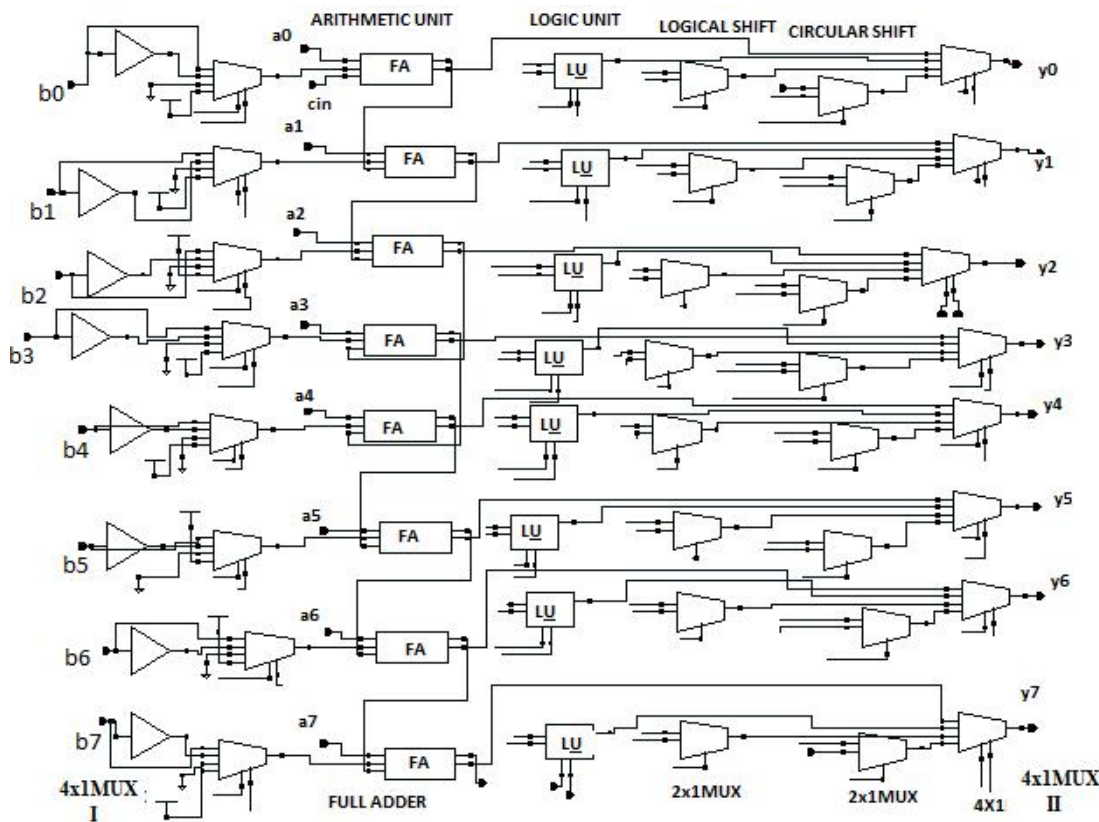 ARITHMETIC UNIT LOGIC UNIT LOGICAL SHIFT CIRCULAR SHIFT
a0
b0 cin FA LU y0
a1
b1 FA LU y1
a2
b2 FA LU y2
a3
b3 FA LU y3
a4
b4 FA LU y4
a5
b5 FA LU y5
a6
b6 FA LU y6
a7
b7 FA LU y7
4x1MUX I FULL ADDER 2x1MUX 2x1MUX 4X1 4x1MUX II